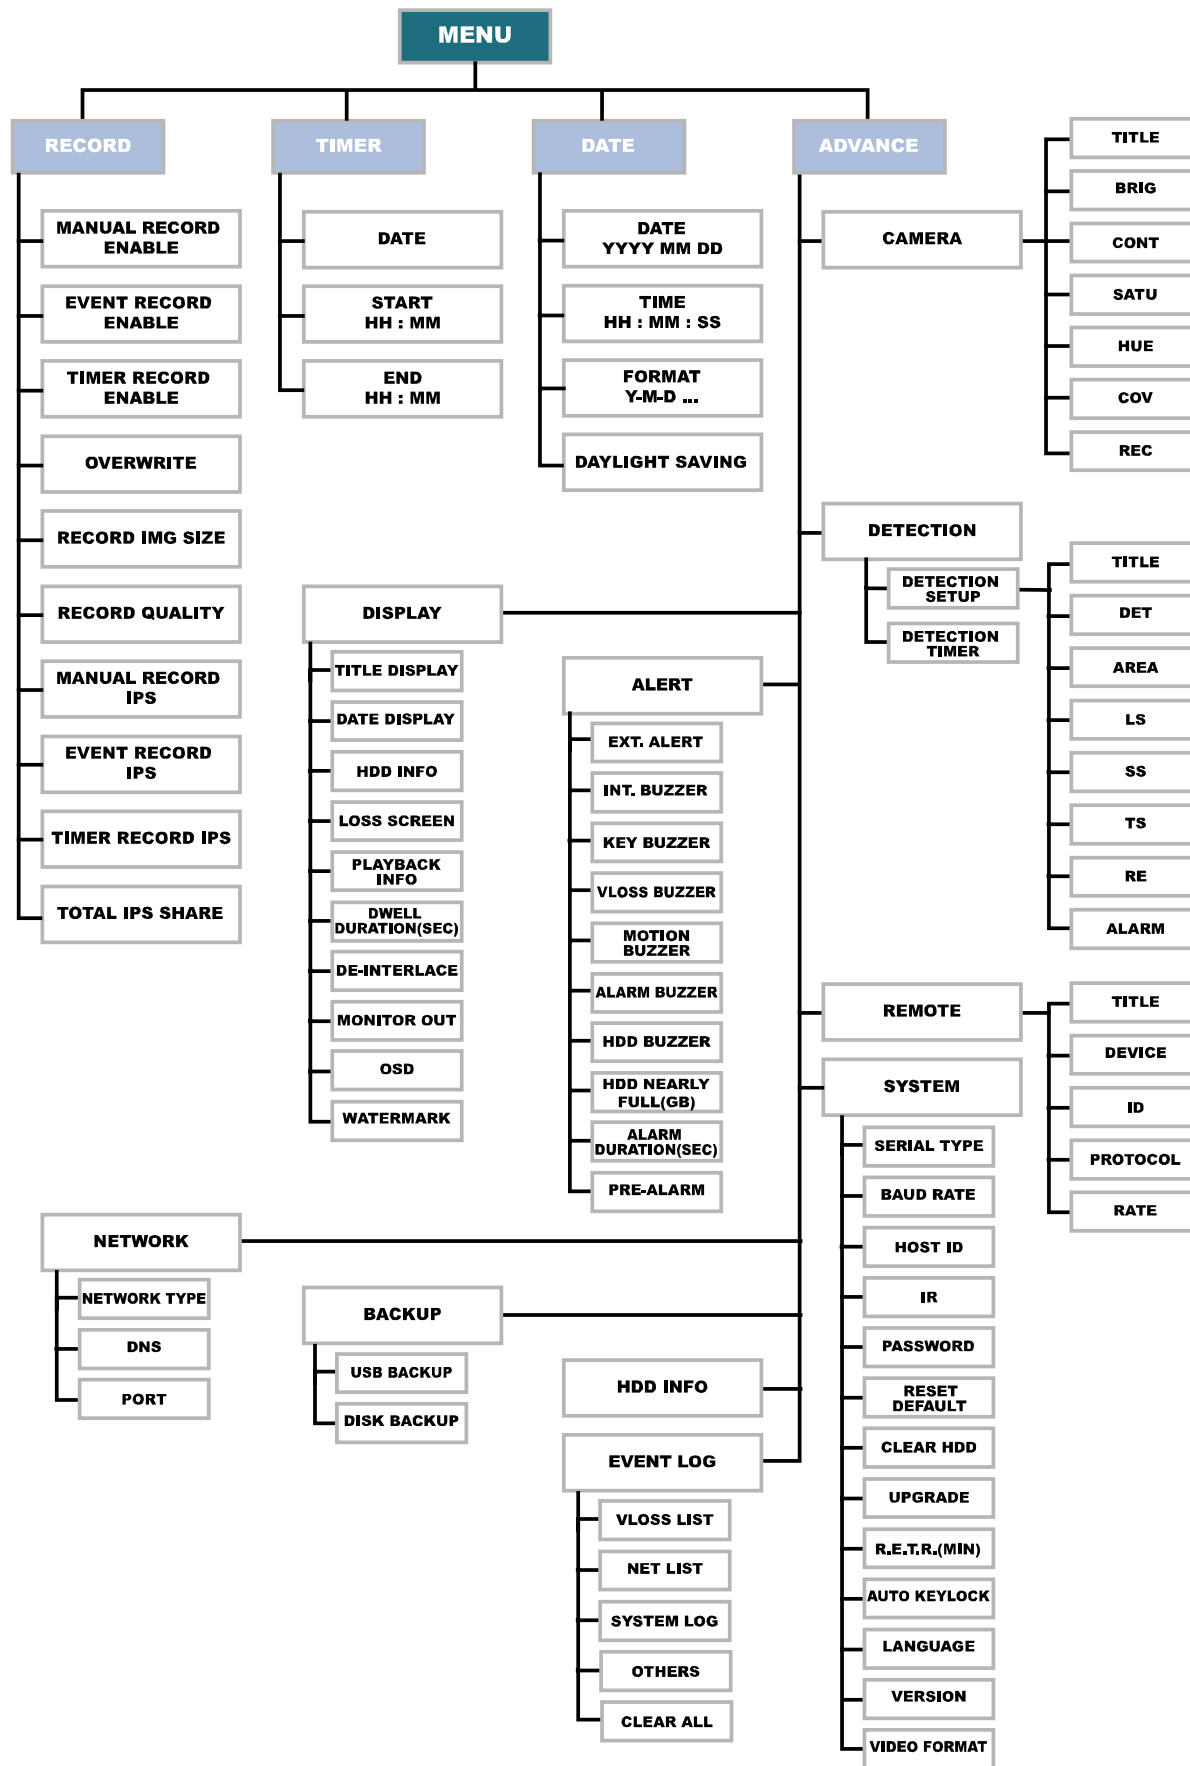 MENU
RECORD
MANUAL RECORD
ENABLE
EVENT RECORD
ENABLE
TIMER RECORD
ENABLE
OVERWRITE
RECORD IMG SIZE
RECORD QUALITY
MANUAL RECORD
IPS
EVENT RECORD
IPS
TIMER RECORD IPS
TOTAL IPS SHARE
TIMER
DATE
START
HH : MM
END
HH : MM
DATE
DATE
YYYY MM DD
TIME
HH : MM : SS
FORMAT
Y-M-D ...
DAYLIGHT SAVING
ADVANCE
CAMERA
TITLE
BRIG
CONT
SATU
HUE
COV
REC
DETECTION
DETECTION
SETUP
DETECTION
TIMER
TITLE
DET
AREA
LS
SS
TS
RE
ALARM
DISPLAY
TITLE DISPLAY
DATE DISPLAY
HDD INFO
LOSS SCREEN
PLAYBACK
INFO
DWELL
DURATION(SEC)
DE-INTERLACE
MONITOR OUT
OSD
WATERMARK
ALERT
EXT. ALERT
INT. BUZZER
KEY BUZZER
VLOSS BUZZER
MOTION
BUZZER
ALARM BUZZER
HDD BUZZER
HDD NEARLY
FULL(GB)
ALARM
DURATION(SEC)
PRE-ALARM
REMOTE
TITLE
DEVICE
ID
PROTOCOL
RATE
SYSTEM
SERIAL TYPE
BAUD RATE
HOST ID
IR
PASSWORD
RESET
DEFAULT
CLEAR HDD
UPGRADE
R.E.T.R.(MIN)
AUTO KEYLOCK
LANGUAGE
VERSION
VIDEO FORMAT
NETWORK
NETWORK TYPE
DNS
PORT
BACKUP
USB BACKUP
DISK BACKUP
HDD INFO
EVENT LOG
VLOSS LIST
NET LIST
SYSTEM LOG
OTHERS
CLEAR ALL